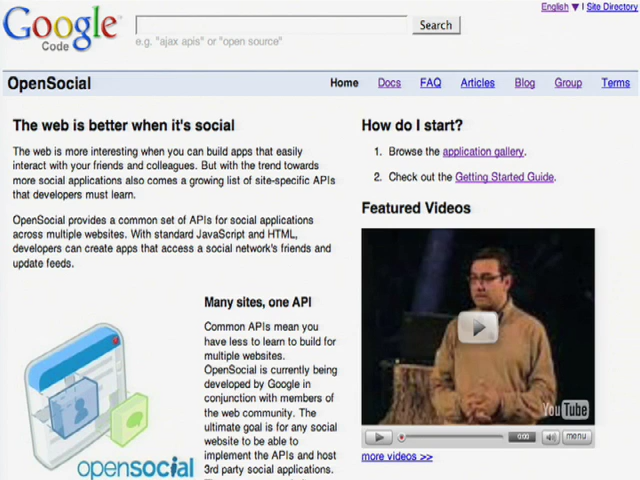 English ▼ | Site Directory
Google
Code
Search
e.g. "ajax apis" or "open source"
OpenSocial
Home Docs FAQ Articles Blog Group Terms
The web is better when it's social
The web is more interesting when you can build apps that easily
interact with your friends and colleagues. But with the trend towards
more social applications also comes a growing list of site-specific APIs
that developers must learn.
OpenSocial provides a common set of APIs for social applications
across multiple websites. With standard JavaScript and HTML,
developers can create apps that access a social network's friends and
update feeds.
Many sites, one API
Common APIs mean you
have less to learn to build for
multiple websites.
OpenSocial is currently being
developed by Google in
conjunction with members of
the web community. The
ultimate goal is for any social
website to be able to
implement the APIs and host
3rd party social applications.
opensocial
How do I start?
1. Browse the application gallery.
2. Check out the Getting Started Guide.
Featured Videos
YouTube
0:00
menu
more videos >>